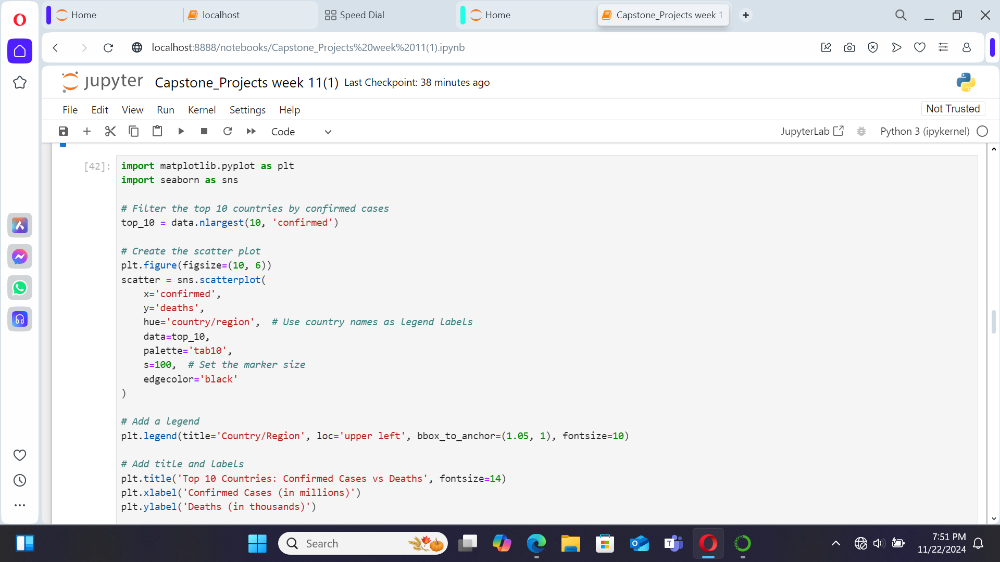 Home
localhost
Speed Dial
Home
Capstone_Projects week 1
localhost:8888/notebooks/Capstone_Projects%20week%2011(1).ipynb
jupyter Capstone_Projects week 11(1) Last Checkpoint: 38 minutes ago
File Edit View Run Kernel Settings Help
Not Trusted
Code
JupyterLab
Python 3 (ipykernel)
[42]:
import matplotlib.pyplot as plt
import seaborn as sns
# Filter the top 10 countries by confirmed cases
top_10 = data.nlargest(10, 'confirmed')
# Create the scatter plot
plt.figure(figsize=(10, 6))
scatter = sns.scatterplot(
    x='confirmed',
    y='deaths',
    hue='country/region',  # Use country names as legend labels
    data=top_10,
    palette='tab10',
    s=100,  # Set the marker size
    edgecolor='black'
)
# Add a legend
plt.legend(title='Country/Region', loc='upper left', bbox_to_anchor=(1.05, 1), fontsize=10)
# Add title and labels
plt.title('Top 10 Countries: Confirmed Cases vs Deaths', fontsize=14)
plt.xlabel('Confirmed Cases (in millions)')
plt.ylabel('Deaths (in thousands)')
Search
7:51 PM
11/22/2024